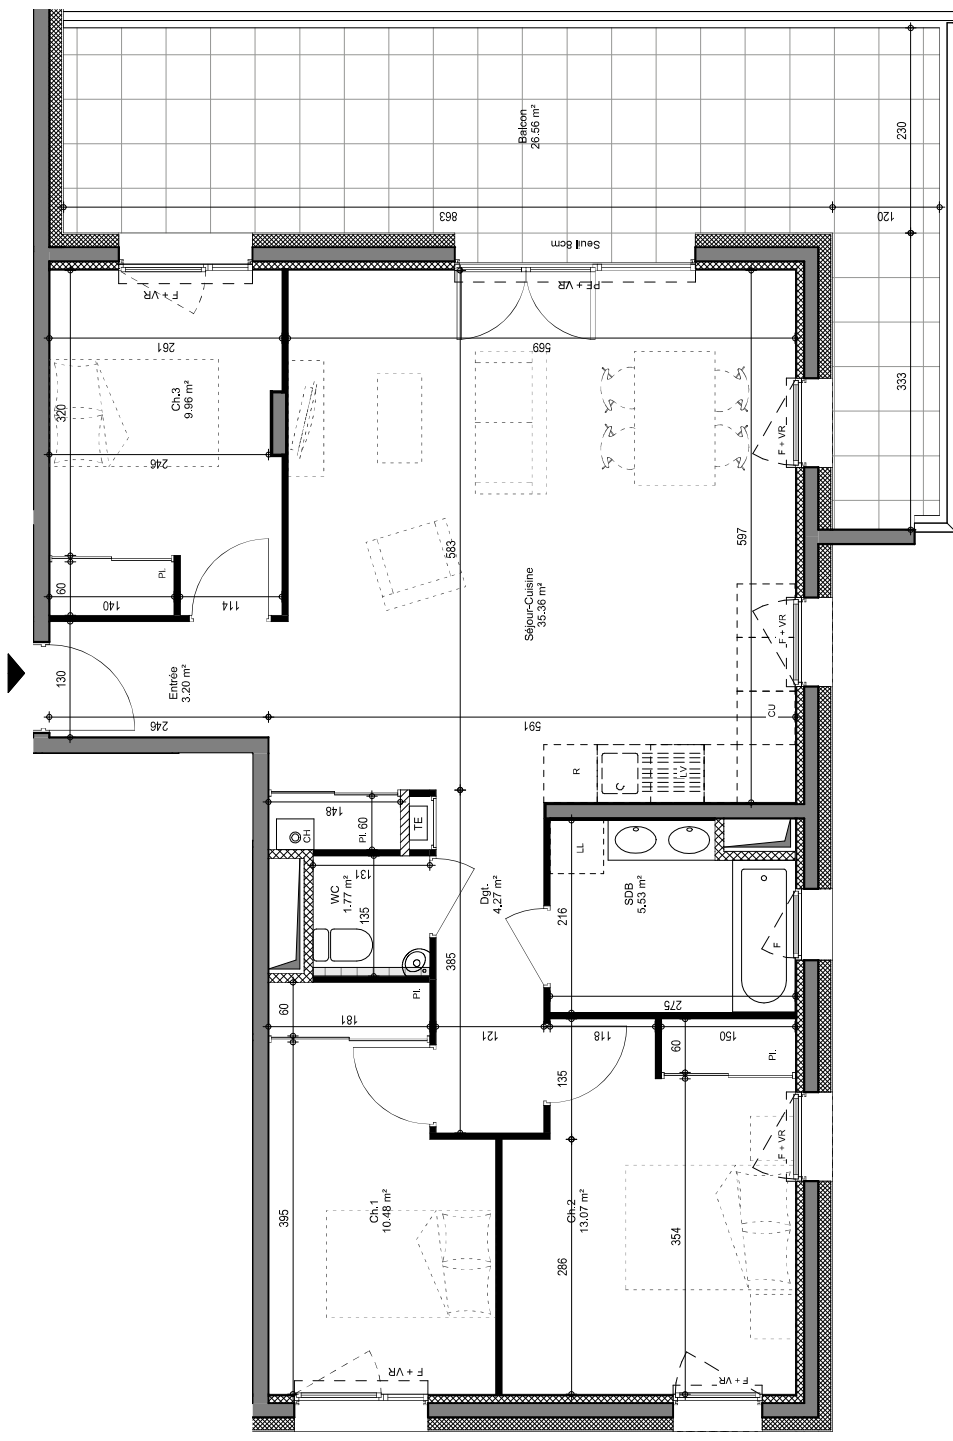 Balcon
26.56 m²
230
863
120
Seuil 8cm
F + VR
PF + VR
261
569
Ch.3
9.96 m²
320
333
246
F + VR
583
597
60
Pl.
140
114
Séjour-Cuisine
35.36 m²
F + VR
130
Entrée
3.20 m²
246
591
CU
R
LV
148
Pl. 60
TE
CH
LL
131
WC
1.77 m²
135
Dgt.
4.27 m²
SDB
5.53 m²
216
F
385
60
Pl.
275
181
121
118
150
60
Pl.
135
F + VR
Ch.1
10.48 m²
395
Ch.2
13.07 m²
354
286
F + VR
F + VR